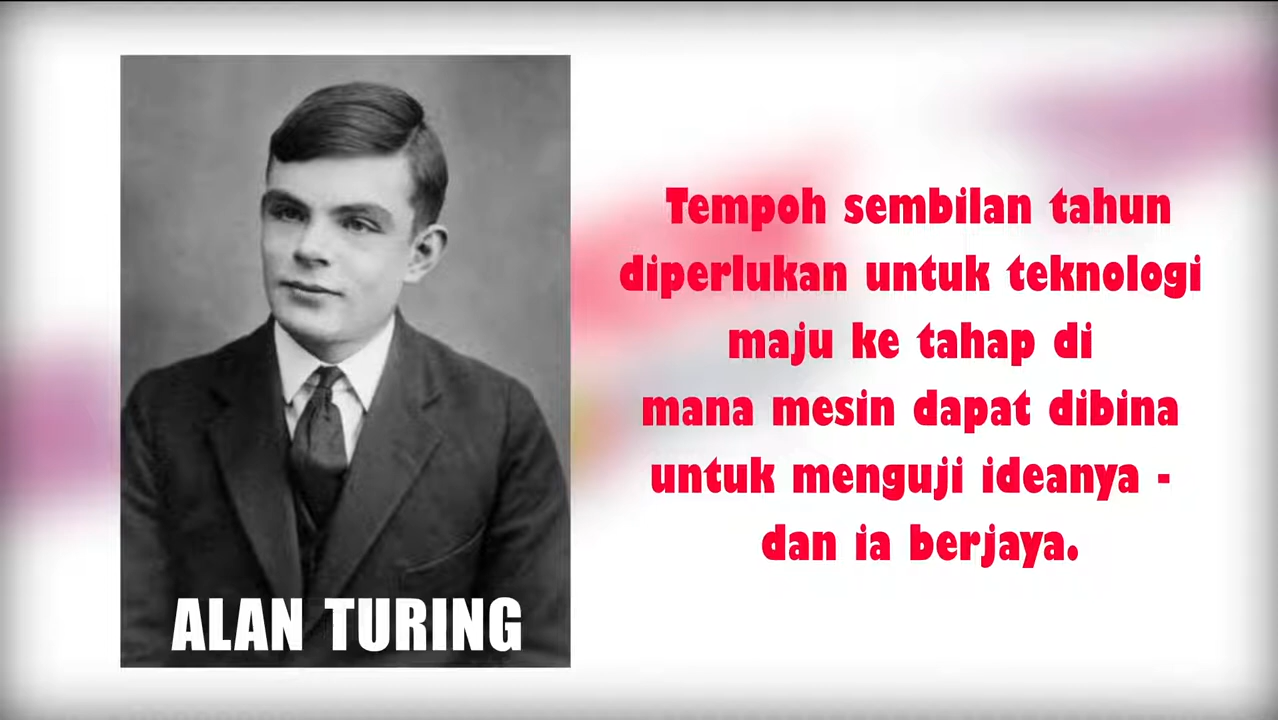 ALAN TURING
Tempoh sembilan tahun
diperlukan untuk teknologi
maju ke tahap di
mana mesin dapat dibina
untuk menguji ideanya -
dan ia berjaya.